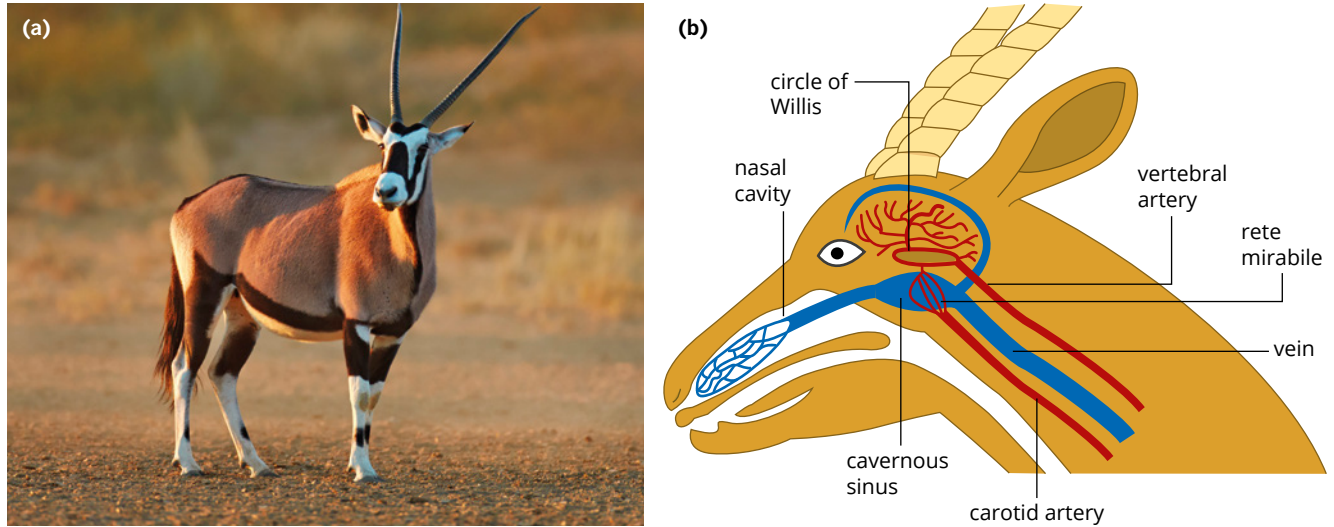 (a)
(b)
circle of
Willis
nasal
cavity
vertebral
artery
rete
mirabile
vein
cavernous
sinus
carotid artery